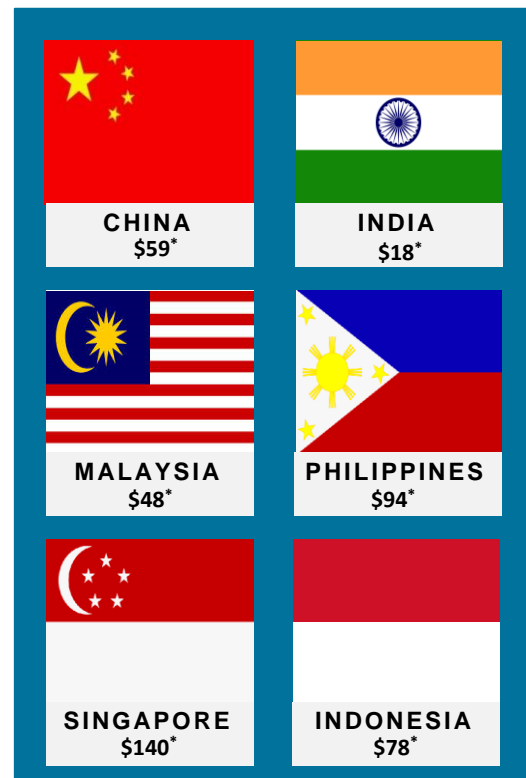 CHINA
$59*
INDIA
$18*
MALAYSIA
$48*
PHILIPPINES
$94*
SINGAPORE
$140*
INDONESIA
$78*